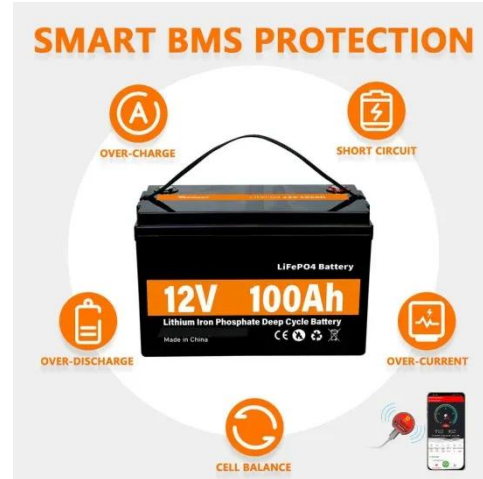 SMART BMS PROTECTION
OVER-CHARGE
SHORT CIRCUIT
LiFePO4 Battery
12V 100Ah
Lithium Iron Phosphate Deep Cycle Battery
Made in China
CE
OVER-DISCHARGE
OVER-CURRENT
CELL BALANCE